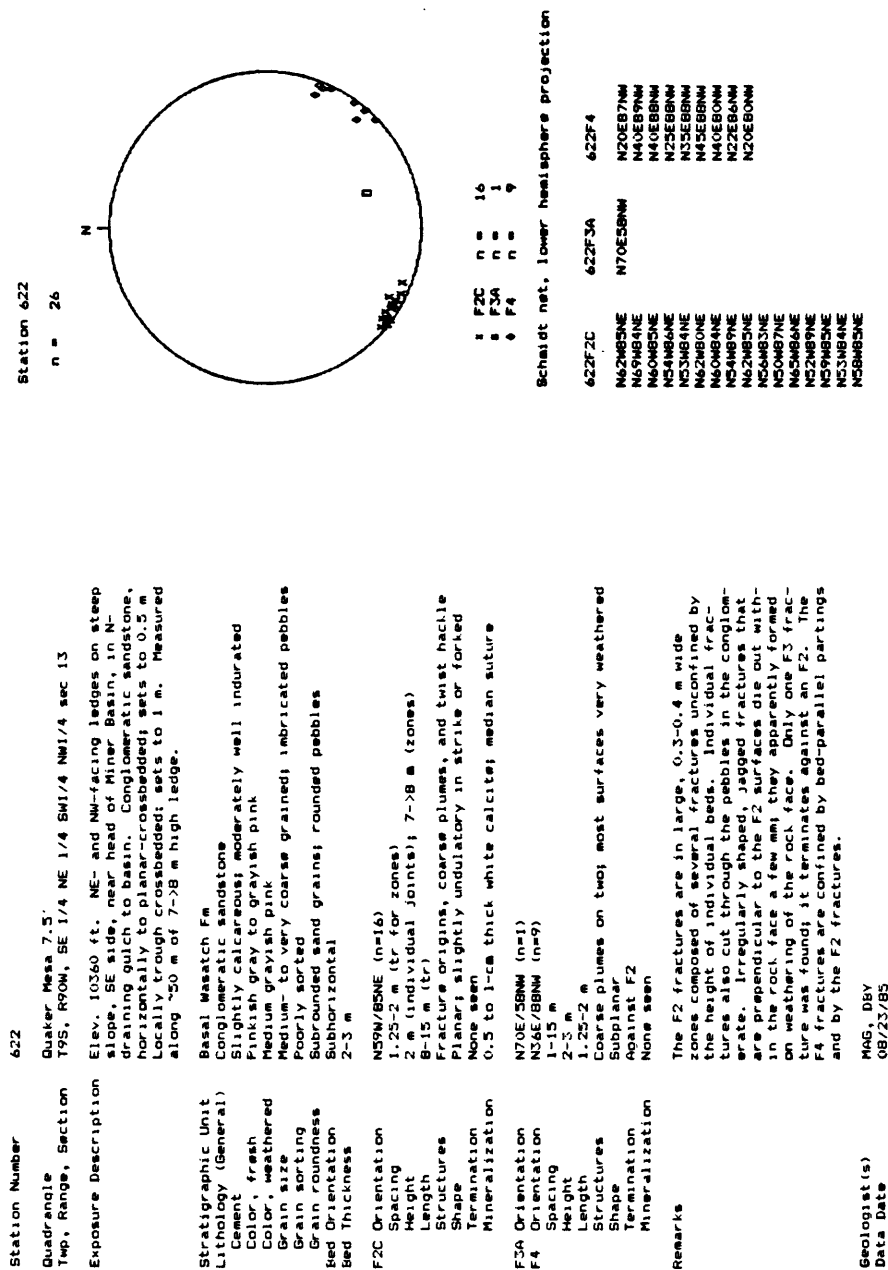 Station Number 622
Quadrangle Quaker Mesa 7.5'
Twp, Range, Section T9S, R90W, SE 1/4 NE 1/4 SW1/4 NW1/4 sec 13
Exposure Description Elev. 10360 ft. NE- and NW-facing ledges on steep
slope, SE side, near head of Miner Basin, in N-
draining gulch to basin. Conglomeratic sandstone,
horizontally to planar-crossbedded; sets to 0.5 m
Locally trough crossbedded; sets to 1 m. Measured
along ~50 m of 7->8 m high ledge.
Stratigraphic Unit Basal Wasatch Fm
Lithology (General) Conglomeratic sandstone
Cement Slightly calcareous; moderately well indurated
Color, fresh Pinkish gray to grayish pink
Color, weathered Medium grayish pink
Grain size Medium- to very coarse grained; imbricated pebbles
Grain sorting Poorly sorted
Grain roundness Subrounded sand grains; rounded pebbles
Bed Orientation Subhorizontal
Bed Thickness 2-3 m
F2C Orientation N59W/85NE (n=16)
Spacing 1.25-2 m (tr for zones)
Height 2 m (individual joints); 7->8 m (zones)
Length 8-15 m (tr)
Structures Fracture origins, coarse plumes, and twist hackle
Shape Planar; slightly undulatory in strike or forked
Termination None seen
Mineralization 0.5 to 1-cm thick white calcite; median suture
F3A Orientation N70E/58NW (n=1)
F4 Orientation N36E/88NW (n=9)
Spacing 1-15 m
Height 2-3 m
Length 1.25-2 m
Structures Coarse plumes on two; most surfaces very weathered
Shape Subplanar
Termination Against F2
Mineralization None seen
Remarks The F2 fractures are in large, 0.3-0.4 m wide
zones composed of several fractures unconfined by
the height of individual beds. Individual frac-
tures also cut through the pebbles in the conglom-
erate. Irregularly shaped, jagged fractures that
are prependicular to the F2 surfaces die out with-
in the rock face a few mm; they apparently formed
on weathering of the rock face. Only one F3 frac-
ture was found; it terminates against an F2. The
F4 fractures are confined by bed-parallel partings
and by the F2 fractures.
Geologist(s) MAG, DBY
Data Date 08/23/85
Station 622
n = 26
N
x F2C n = 16
¤ F3A n = 1
◆ F4 n = 9
Schmidt net, lower hemisphere projection
622F2C 622F3A 622F4
N62W85NE N70E58NW N20E87NW
N69W84NE N40E89NW
N60W85NE N40E88NW
N54W86NE N25E88NW
N53W84NE N35E88NW
N62W80NE N45E88NW
N60W84NE N40E80NW
N54W89NE N22E86NW
N62W85NE N20E80NW
N56W83NE
N50W87NE
N65W86NE
N52W89NE
N59W85NE
N53W84NE
N58W85NE